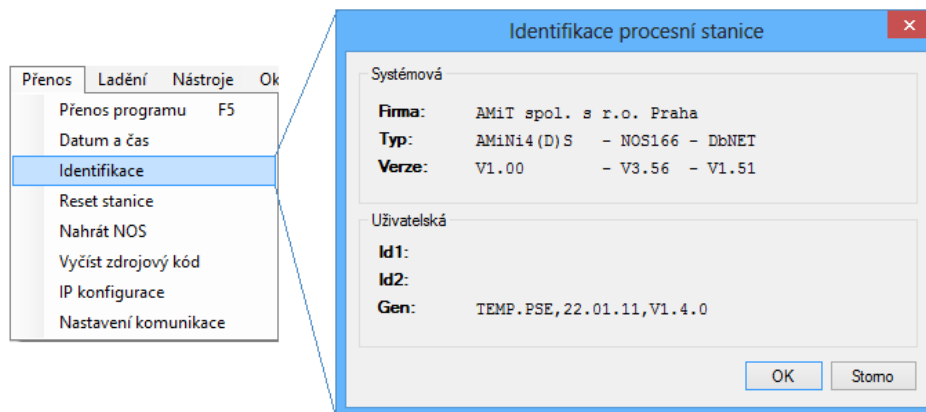 Přenos Ladění Nástroje Ok
Přenos programu F5
Datum a čas
Identifikace
Reset stanice
Nahrát NOS
Vyčíst zdrojový kód
IP konfigurace
Nastavení komunikace
Identifikace procesní stanice
Systémová
Firma: AMiT spol. s r.o. Praha
Typ: AMiNi4(D)S - NOS166 - DbNET
Verze: V1.00 - V3.56 - V1.51
Uživatelská
Id1:
Id2:
Gen: TEMP.PSE,22.01.11,V1.4.0
OK Storno